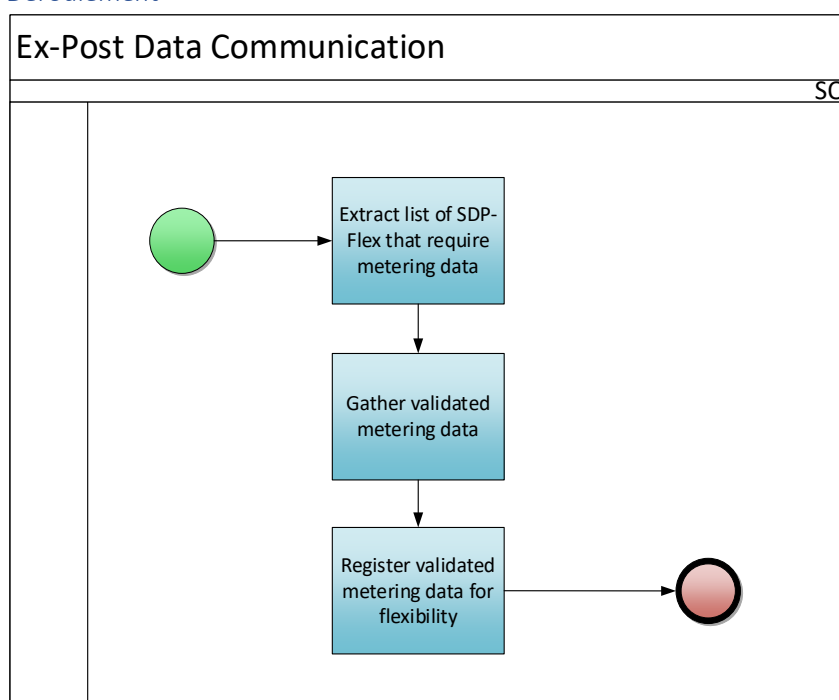 Ex-Post Data Communication
Extract list of SDP-
Flex that require
metering data
Gather validated
metering data
Register validated
metering data for
flexibility